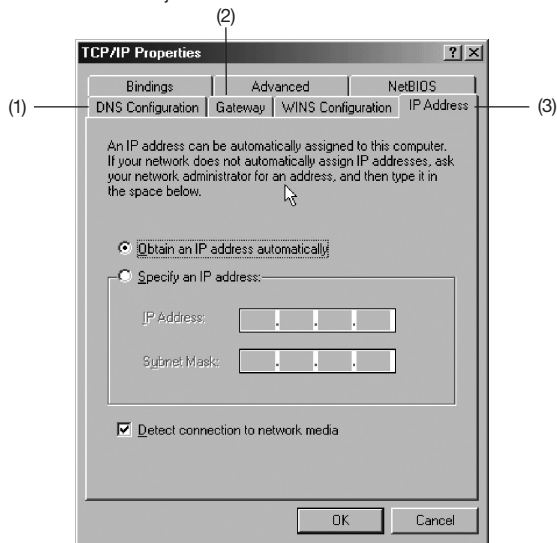 (2)
TCP/IP Properties
Bindings Advanced NetBIOS
(1) DNS Configuration Gateway WINS Configuration IP Address (3)
An IP address can be automatically assigned to this computer.
If your network does not automatically assign IP addresses, ask
your network administrator for an address, and then type it in
the space below.
Obtain an IP address automatically
Specify an IP address:
IP Address:
Subnet Mask:
Detect connection to network media
OK Cancel